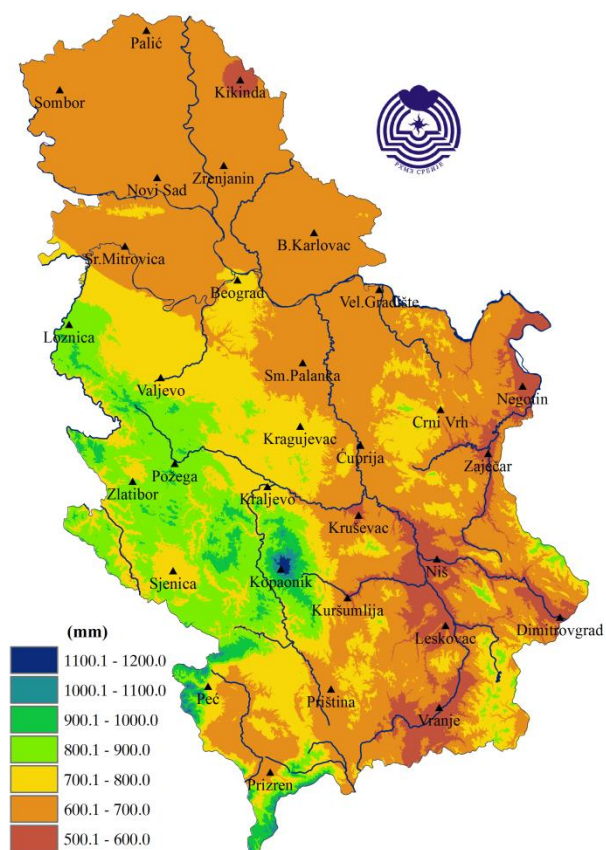 Palić
Kikinda
Sombor
Zrenjanin
Novi Sad
B.Karlovac
Sr.Mitrovica
Beograd
Vel.Gradište
Loznica
Sm.Palanka
Valjevo
Negotin
Crni Vrh
Kragujevac
Ćuprija
Zaječar
Požega
Zlatibor
Kraljevo
Kruševac
Niš
Sjenica
Kopaonik
Kuršumlija
Dimitrovgrad
Leskovac
Peć
Priština
Vranje
Prizren
РХМЗ СРБИЈЕ
(mm)
1100.1 - 1200.0
1000.1 - 1100.0
900.1 - 1000.0
800.1 - 900.0
700.1 - 800.0
600.1 - 700.0
500.1 - 600.0